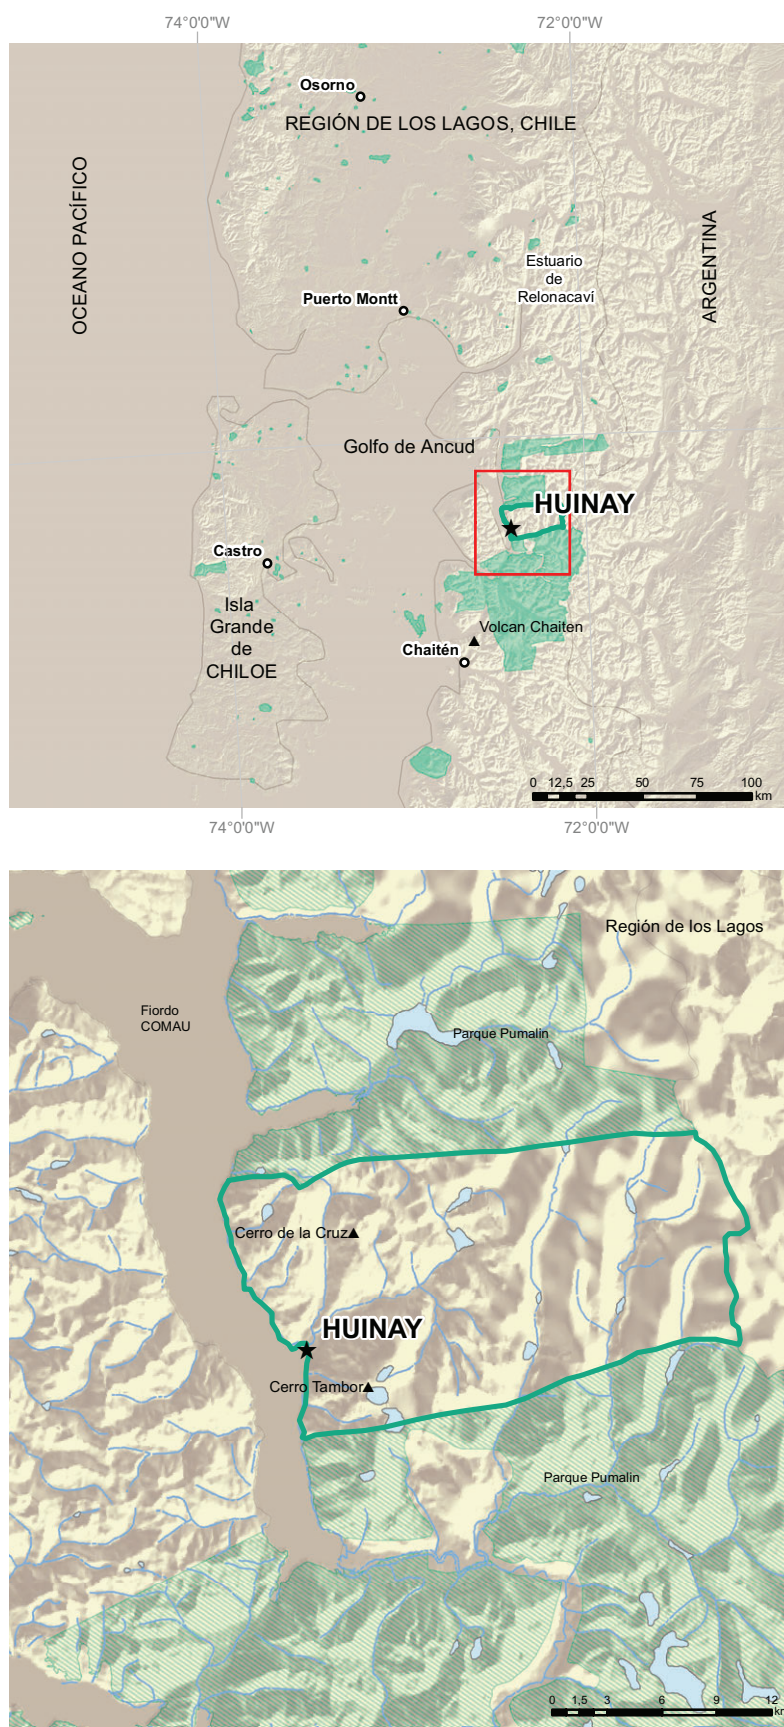 74°0'0"W 72°0'0"W
Osorno
REGIÓN DE LOS LAGOS, CHILE
OCEANO PACÍFICO
ARGENTINA
Estuario
de
Relonacaví
Puerto Montt
Golfo de Ancud
HUINAY
Castro
Isla
Grande
de
CHILOE
Volcan Chaiten
Chaitén
0 12,5 25 50 75 100
km
74°0'0"W 72°0'0"W
Región de los Lagos
Fiordo
COMAU
Parque Pumalin
Cerro de la Cruz
HUINAY
Cerro Tambor
Parque Pumalin
0 1,5 3 6 9 12